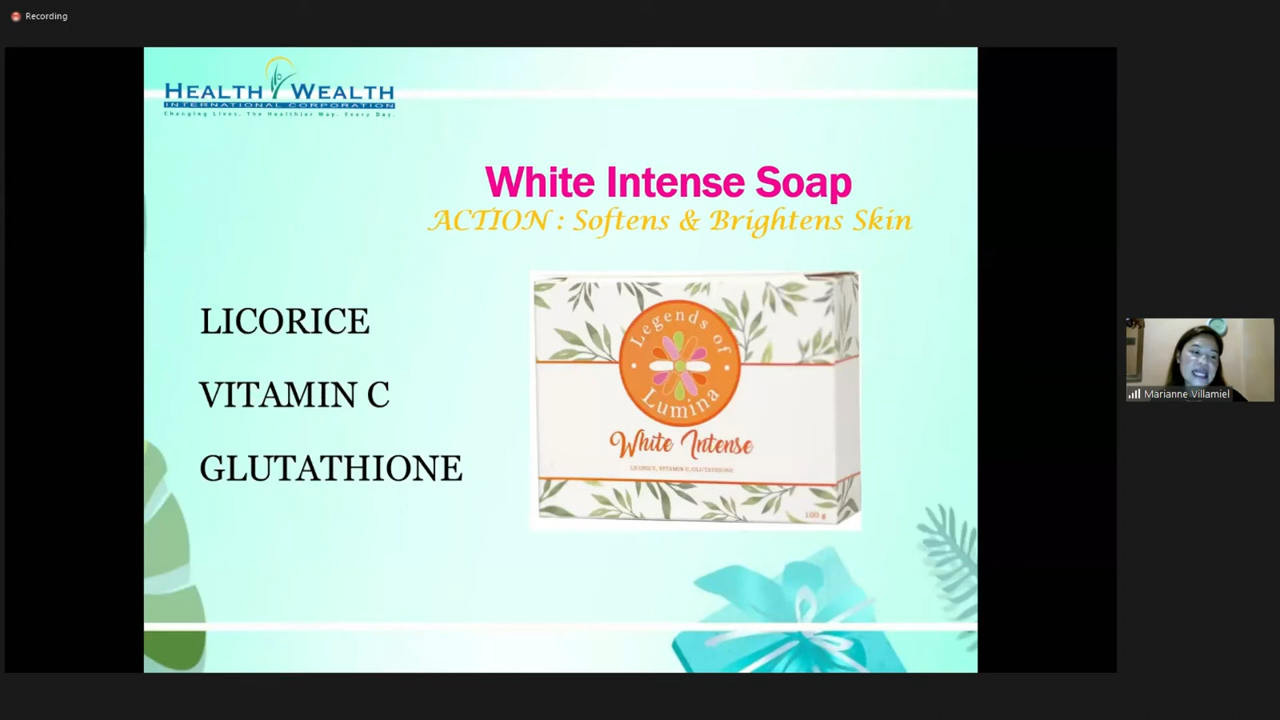 Recording
HEALTH WEALTH
INTERNATIONAL CORPORATION
Changing Lives. The Healthier Way. Every Day.
White Intense Soap
ACTION : Softens & Brightens Skin
LICORICE
VITAMIN C
GLUTATHIONE
Legends of
Lumina
White Intense
LICORICE, VITAMIN C, GLUTATHIONE
100 g
Marianne Villamiel